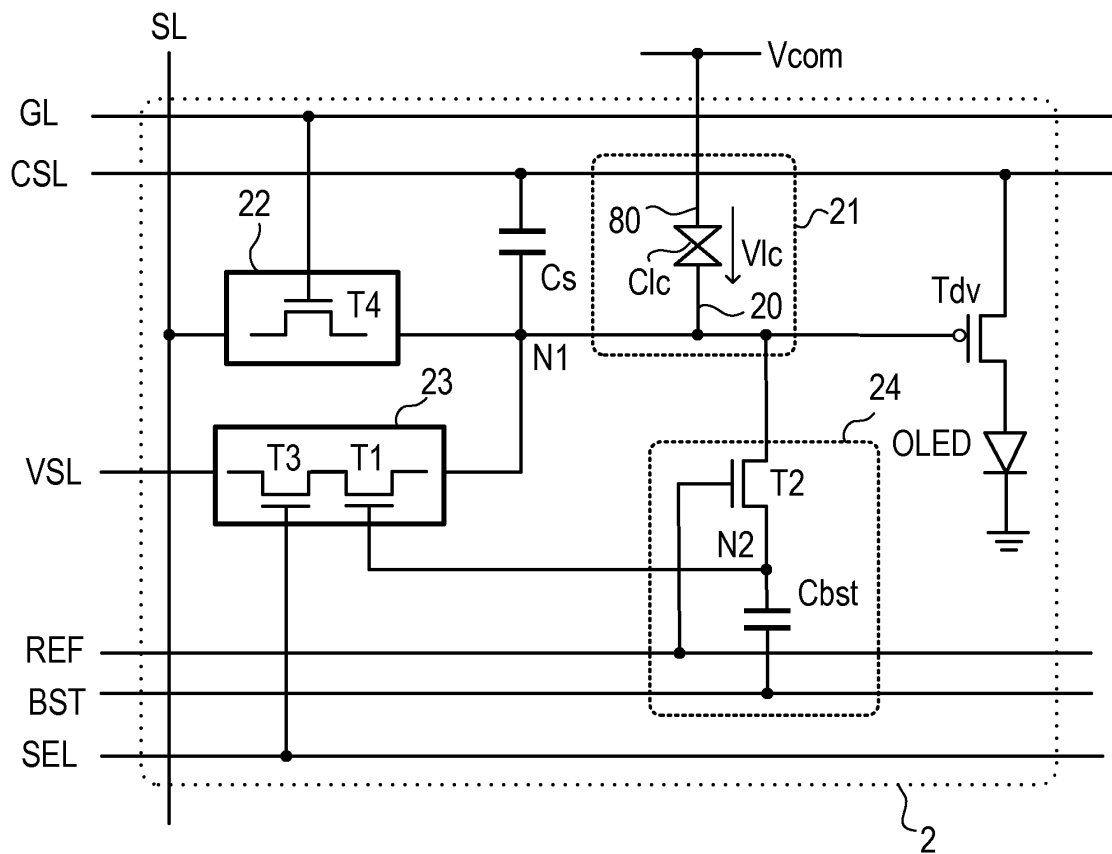 SL
Vcom
GL
CSL
22
80
21
Vlc
Clc
Cs
T4
20
Tdv
N1
23
24
T3
T1
VSL
OLED
T2
N2
Cbst
REF
BST
SEL
2